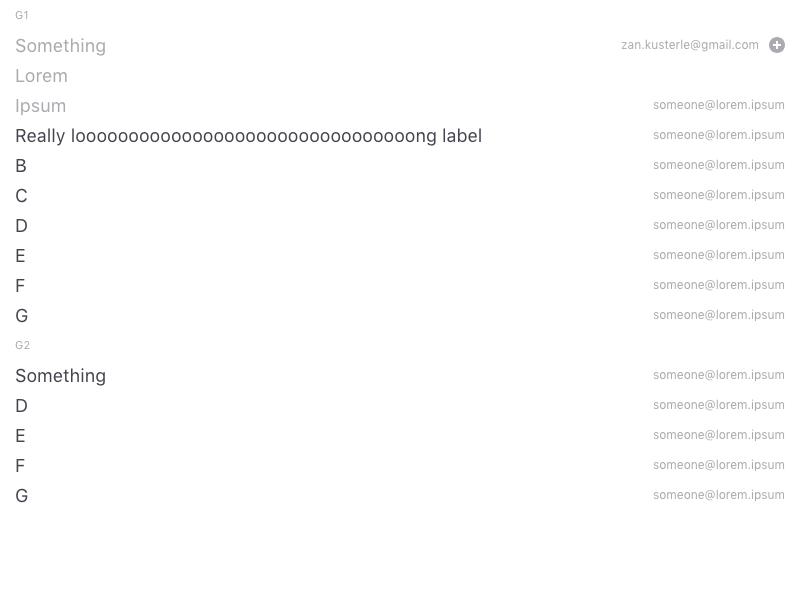 G1
Something zan.kusterle@gmail.com
Lorem
Ipsum someone@lorem.ipsum
Really looooooooooooooooooooooooooooooooong label someone@lorem.ipsum
B someone@lorem.ipsum
C someone@lorem.ipsum
D someone@lorem.ipsum
E someone@lorem.ipsum
F someone@lorem.ipsum
G someone@lorem.ipsum
G2
Something someone@lorem.ipsum
D someone@lorem.ipsum
E someone@lorem.ipsum
F someone@lorem.ipsum
G someone@lorem.ipsum